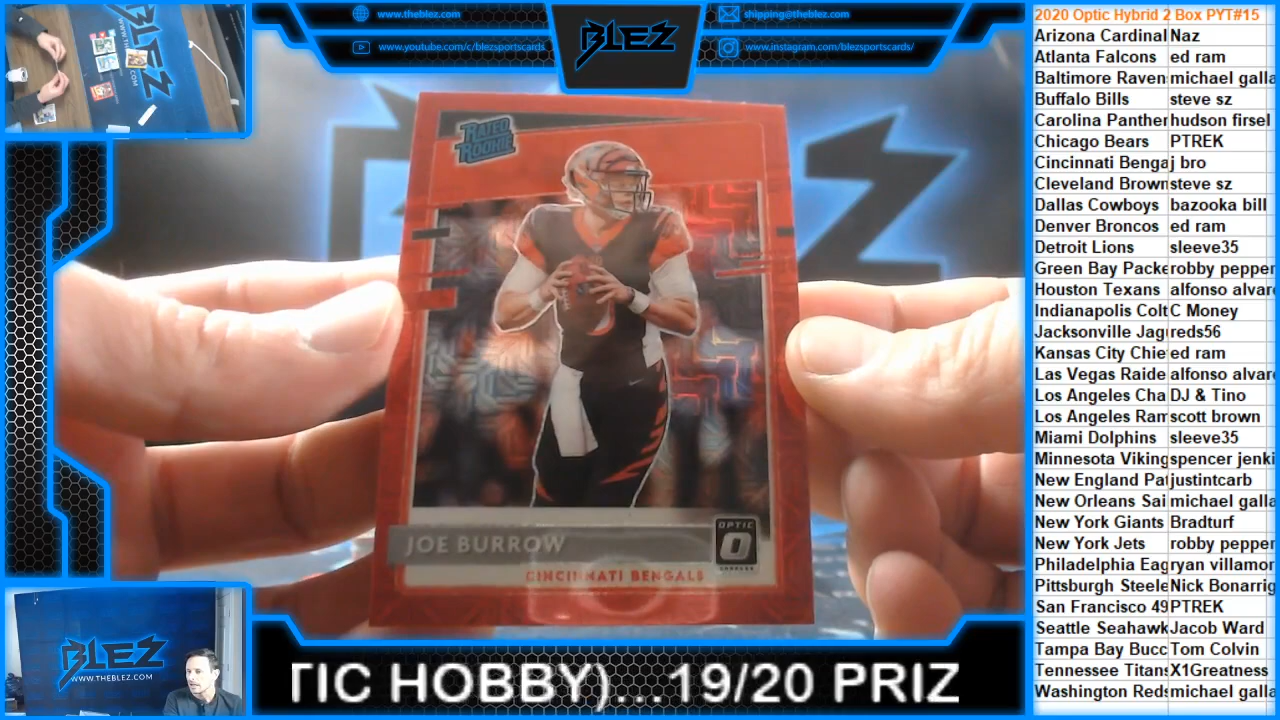 www.theblez.com
shipping@theblez.com
www.youtube.com/c/blezsportscards
www.instagram.com/blezsportscards/
BLEZ
RATED
ROOKIE
JOE BURROW
OPTIC
CINCINNATI BENGALS
BLEZ
WWW.THEBLEZ.COM
TIC HOBBY)...19/20 PRIZ
2020 Optic Hybrid 2 Box PYT#15
Arizona Cardinal Naz
Atlanta Falcons ed ram
Baltimore Raven michael galla
Buffalo Bills steve sz
Carolina Panther hudson firsel
Chicago Bears PTREK
Cincinnati Benga j bro
Cleveland Brown steve sz
Dallas Cowboys bazooka bill
Denver Broncos ed ram
Detroit Lions sleeve35
Green Bay Packe robby pepper
Houston Texans alfonso alvar
Indianapolis Colt C Money
Jacksonville Jag reds56
Kansas City Chie ed ram
Las Vegas Raide alfonso alvar
Los Angeles Cha DJ & Tino
Los Angeles Ram scott brown
Miami Dolphins sleeve35
Minnesota Viking spencer jenki
New England Pa justintcarb
New Orleans Sai michael galla
New York Giants Bradturf
New York Jets robby pepper
Philadelphia Eag ryan villamor
Pittsburgh Steele Nick Bonarrig
San Francisco 49 PTREK
Seattle Seahawk Jacob Ward
Tampa Bay Bucc Tom Colvin
Tennessee Titans X1Greatness
Washington Reds michael galla